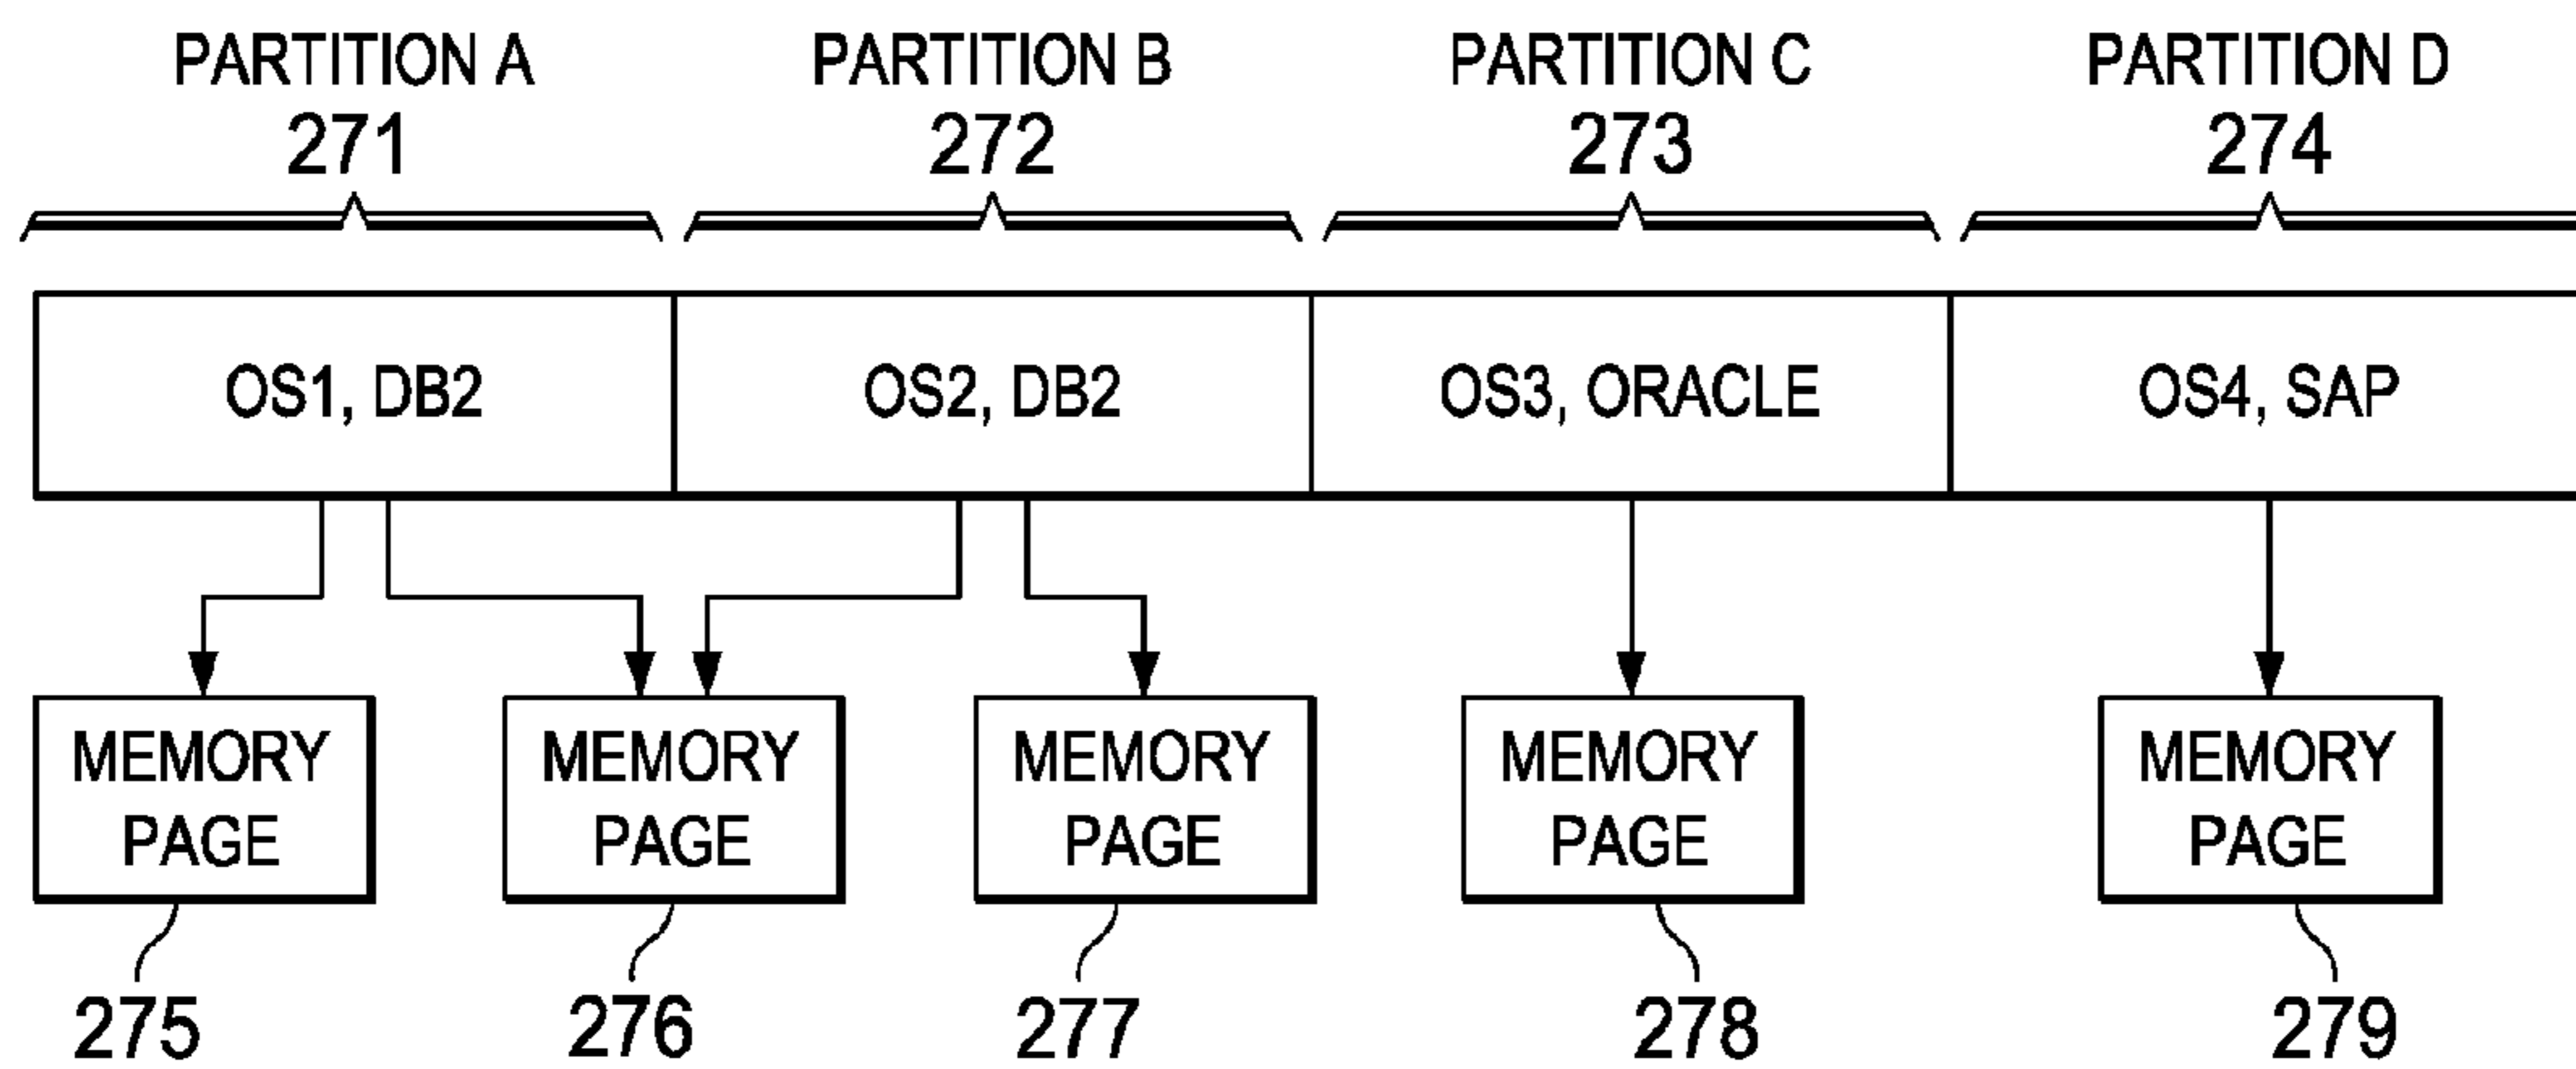 PARTITION A
271
PARTITION B
272
PARTITION C
273
PARTITION D
274
OS1, DB2
OS2, DB2
OS3, ORACLE
OS4, SAP
MEMORY
PAGE
275
MEMORY
PAGE
276
MEMORY
PAGE
277
MEMORY
PAGE
278
MEMORY
PAGE
279